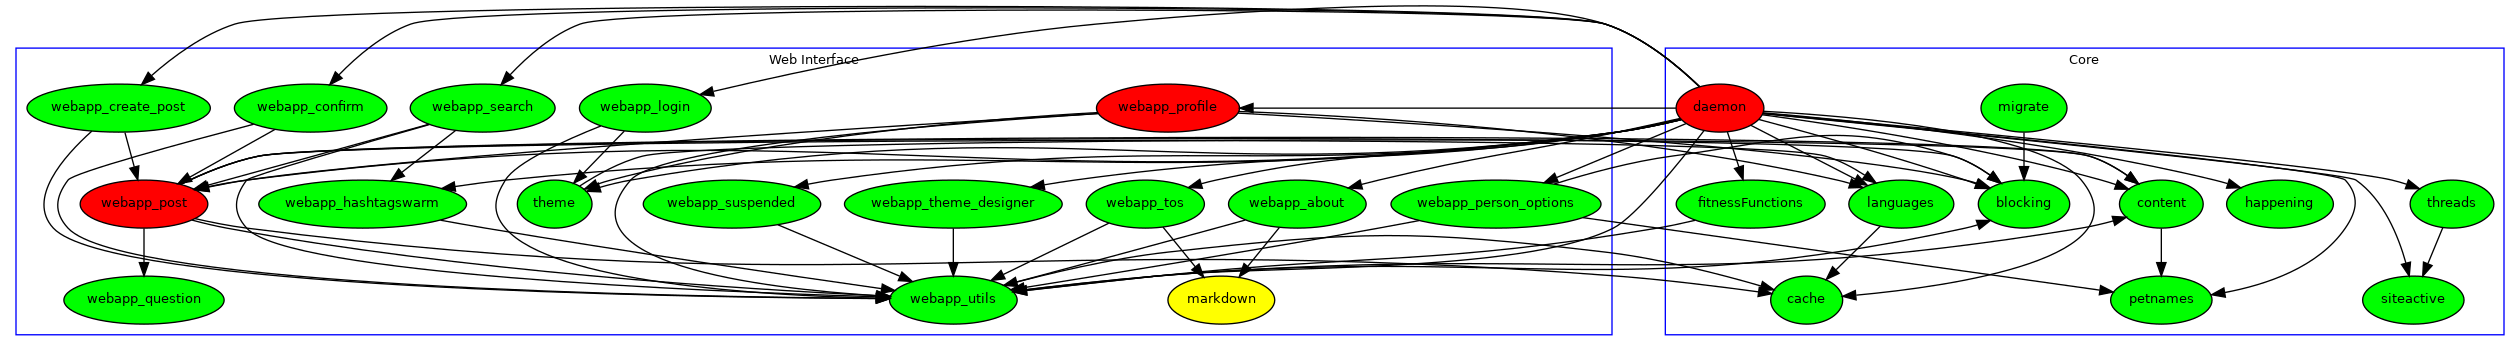 Web Interface
Core
webapp_create_post
webapp_confirm
webapp_search
webapp_login
webapp_profile
daemon
migrate
webapp_post
webapp_hashtagswarm
theme
webapp_suspended
webapp_theme_designer
webapp_tos
webapp_about
webapp_person_options
fitnessFunctions
languages
blocking
content
happening
threads
webapp_question
webapp_utils
markdown
cache
petnames
siteactive